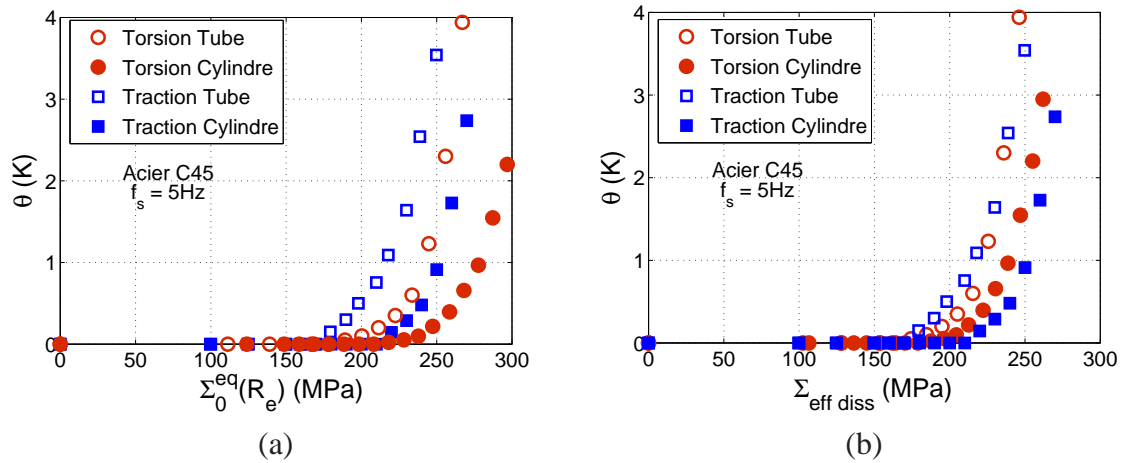 4
3
2
1
0
θ (K)
Torsion Tube
Torsion Cylindre
Traction Tube
Traction Cylindre
Acier C45
f_s = 5Hz
0 50 100 150 200 250 300
Σ_0^eq(R_e) (MPa)
(a)
4
3
2
1
0
θ (K)
Torsion Tube
Torsion Cylindre
Traction Tube
Traction Cylindre
Acier C45
f_s = 5Hz
0 50 100 150 200 250 300
Σ_eff diss (MPa)
(b)